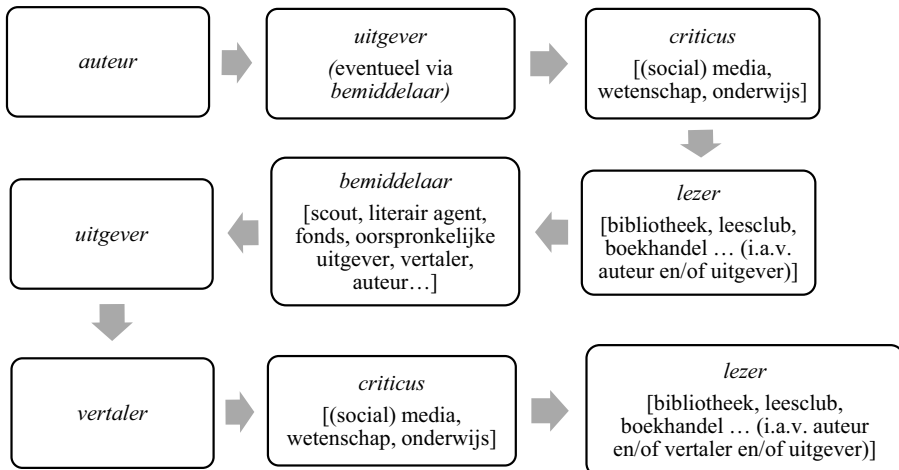 auteur
uitgever
(eventueel via
bemiddelaar)
criticus
[(social) media,
wetenschap, onderwijs]
lezer
[bibliotheek, leesclub,
boekhandel … (i.a.v.
auteur en/of uitgever)]
bemiddelaar
[scout, literair agent,
fonds, oorspronkelijke
uitgever, vertaler,
auteur…]
uitgever
vertaler
criticus
[(social) media,
wetenschap, onderwijs]
lezer
[bibliotheek, leesclub,
boekhandel … (i.a.v. auteur
en/of vertaler en/of uitgever)]